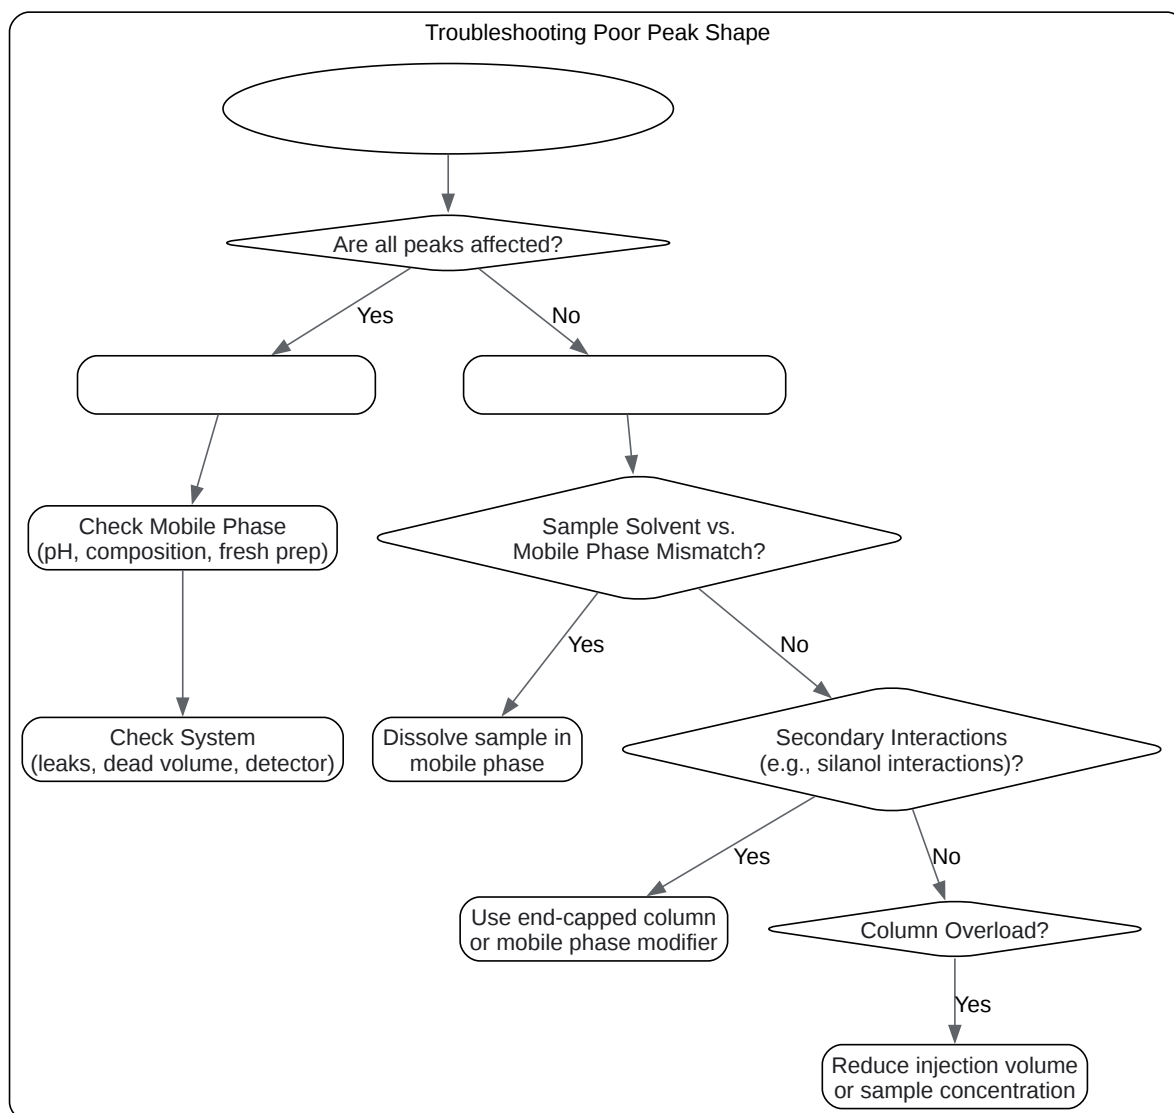 Troubleshooting Poor Peak Shape
Are all peaks affected?
Yes
No
Check Mobile Phase
(pH, composition, fresh prep)
Sample Solvent vs.
Mobile Phase Mismatch?
Yes
No
Check System
(leaks, dead volume, detector)
Dissolve sample in
mobile phase
Secondary Interactions
(e.g., silanol interactions)?
Yes
No
Use end-capped column
or mobile phase modifier
Column Overload?
Yes
Reduce injection volume
or sample concentration